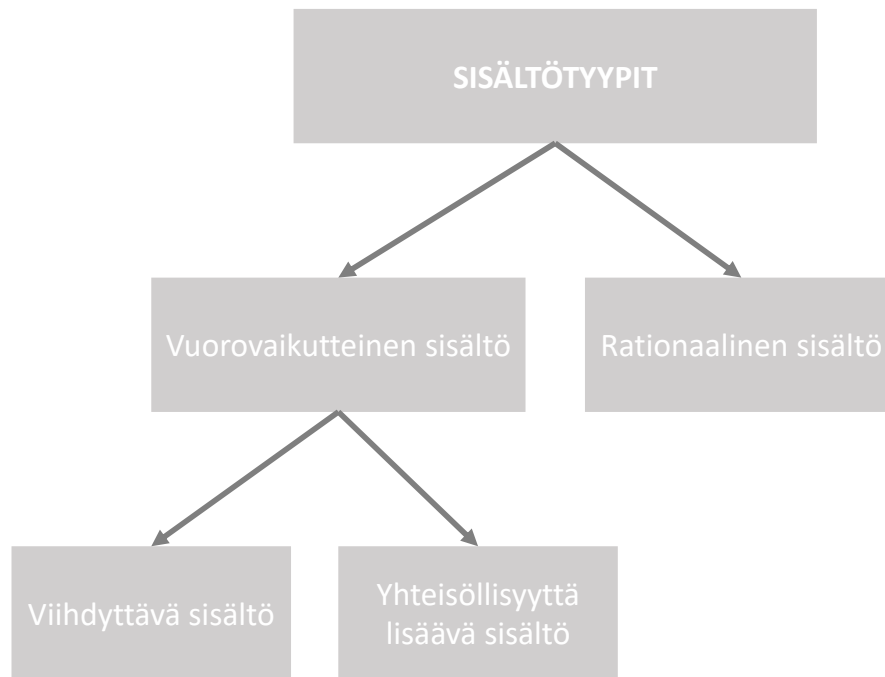 SISÄLTÖTYYPIT
Vuorovaikutteinen sisältö
Rationaalinen sisältö
Viihdyttävä sisältö
Yhteisöllisyyttä
lisäävä sisältö